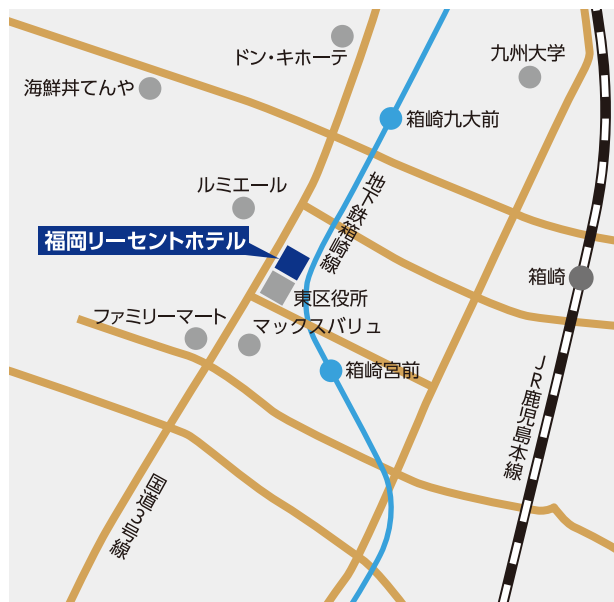 ドン・キホーテ
九州大学
海鮮丼てんや
箱崎九大前
ルミエール
地下鉄箱崎線
福岡リーセントホテル
箱崎
東区役所
ファミリーマート
マックスバリュ
箱崎宮前
JR鹿児島本線
国道3号線